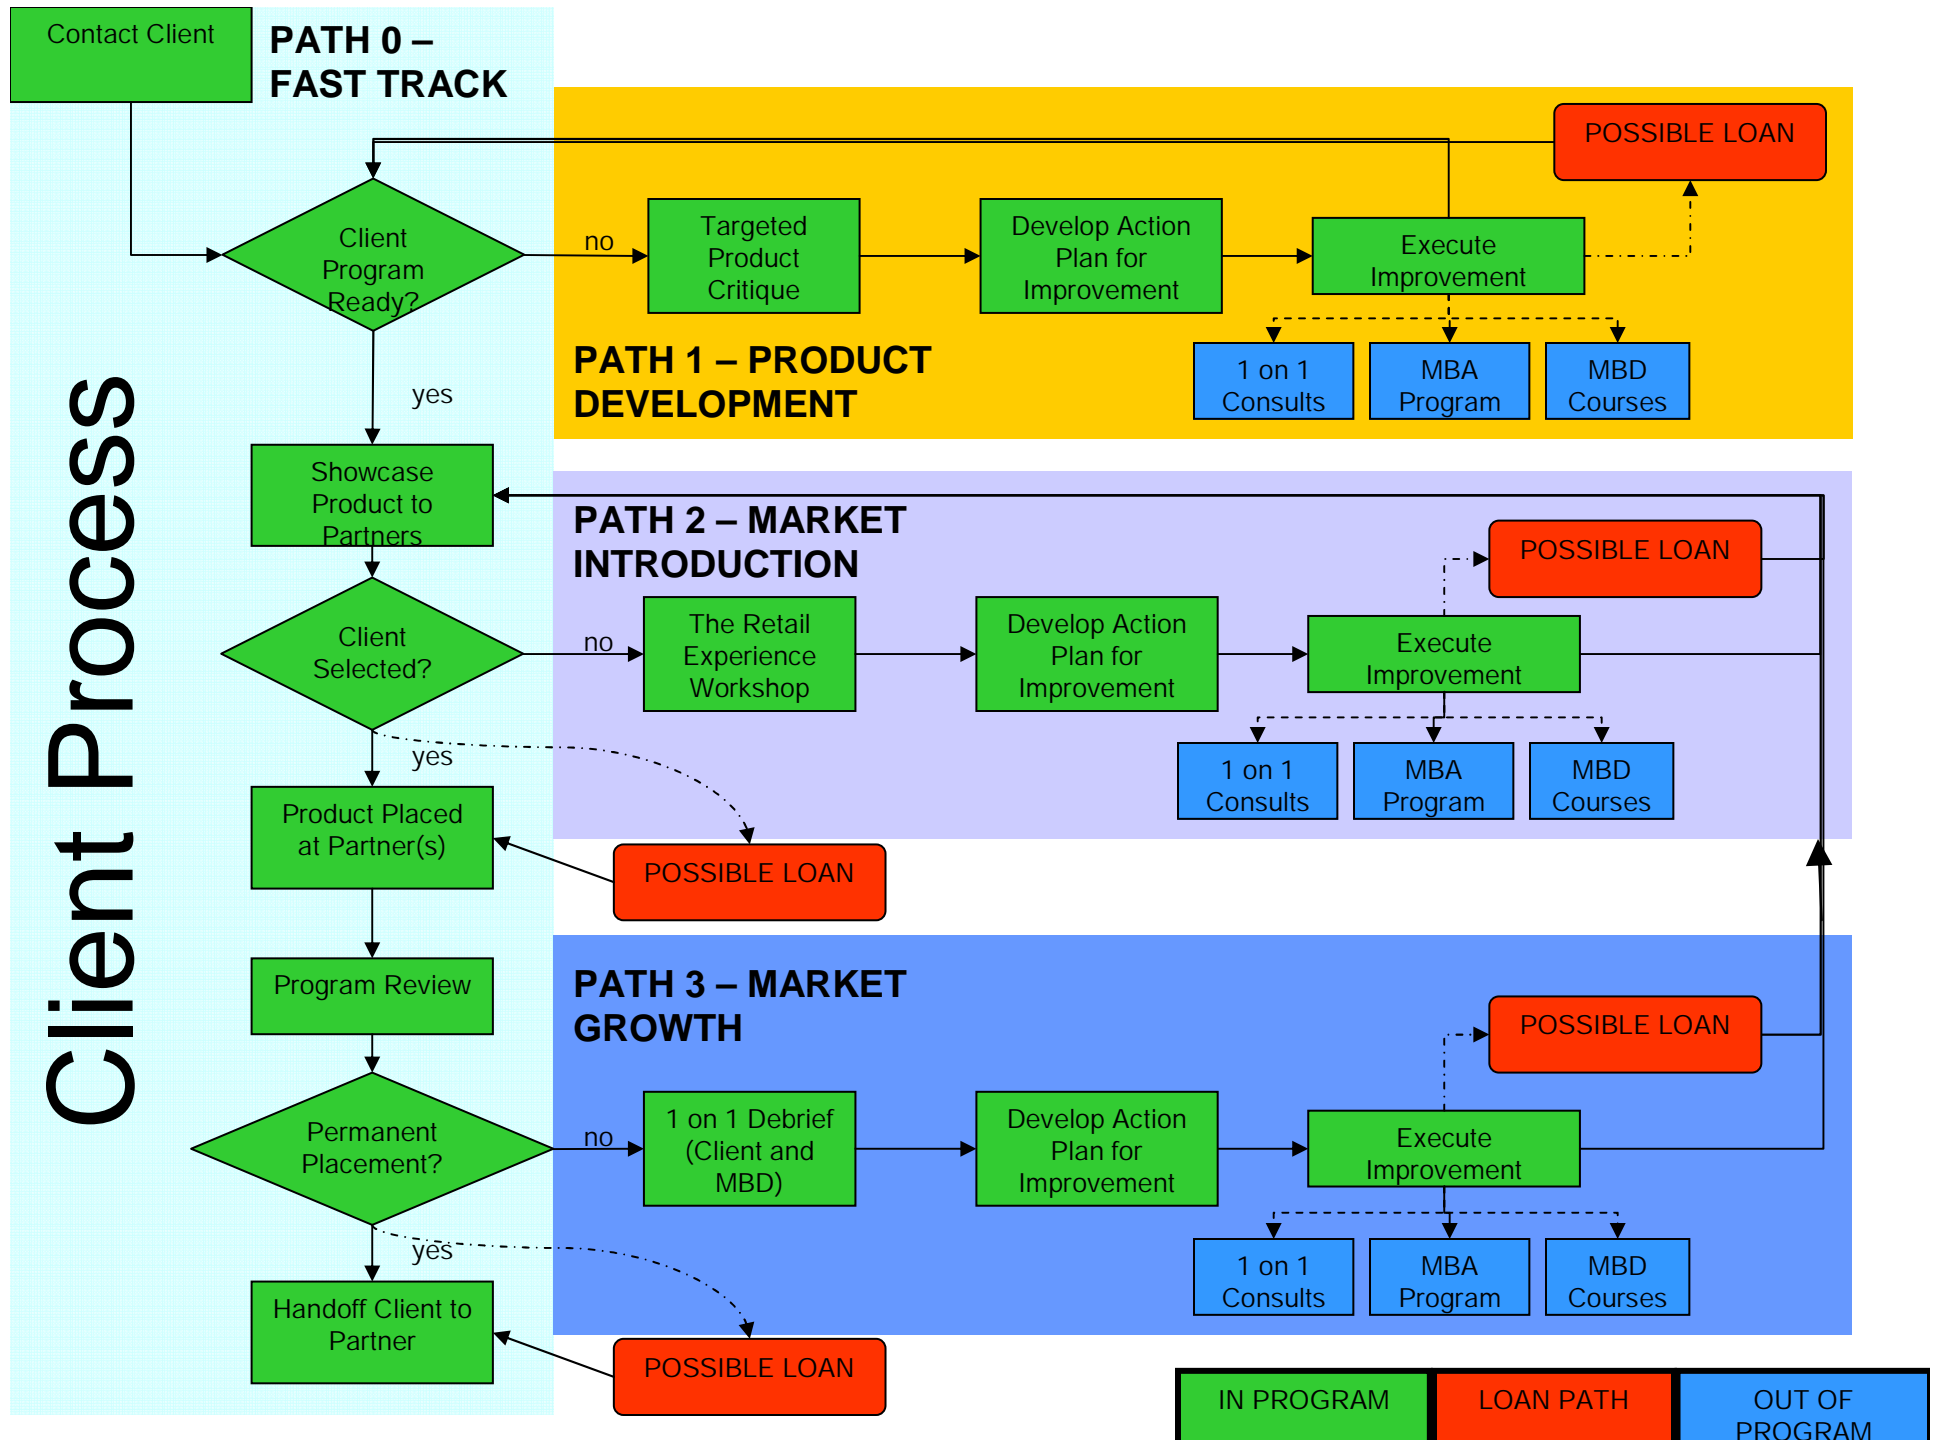 Contact Client
PATH 0 –
FAST TRACK
Client Process
POSSIBLE LOAN
Client
Program
Ready?
no
Targeted
Product
Critique
Develop Action
Plan for
Improvement
Execute
Improvement
PATH 1 – PRODUCT
DEVELOPMENT
1 on 1
Consults
MBA
Program
MBD
Courses
yes
Showcase
Product to
Partners
PATH 2 – MARKET
INTRODUCTION
POSSIBLE LOAN
Client
Selected?
no
The Retail
Experience
Workshop
Develop Action
Plan for
Improvement
Execute
Improvement
yes
1 on 1
Consults
MBA
Program
MBD
Courses
Product Placed
at Partner(s)
POSSIBLE LOAN
Program Review
PATH 3 – MARKET
GROWTH
POSSIBLE LOAN
Permanent
Placement?
no
1 on 1 Debrief
(Client and
MBD)
Develop Action
Plan for
Improvement
Execute
Improvement
yes
1 on 1
Consults
MBA
Program
MBD
Courses
Handoff Client to
Partner
POSSIBLE LOAN
IN PROGRAM
LOAN PATH
OUT OF
PROGRAM